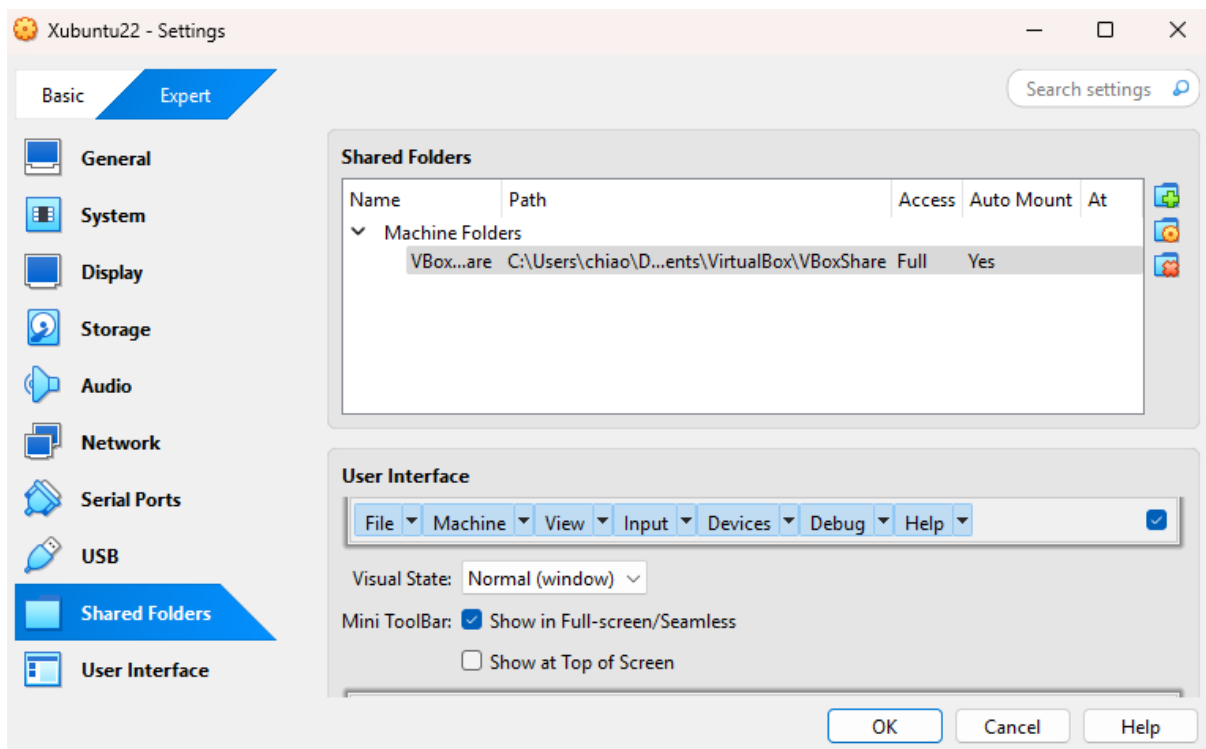 Xubuntu22 - Settings
Basic
Expert
Search settings
General
System
Display
Storage
Audio
Network
Serial Ports
USB
Shared Folders
User Interface
Shared Folders
Name Path Access Auto Mount At
Machine Folders
VBox...are C:\Users\chiao\D...ents\VirtualBox\VBoxShare Full Yes
User Interface
File Machine View Input Devices Debug Help
Visual State: Normal (window)
Mini ToolBar: Show in Full-screen/Seamless
Show at Top of Screen
OK Cancel Help